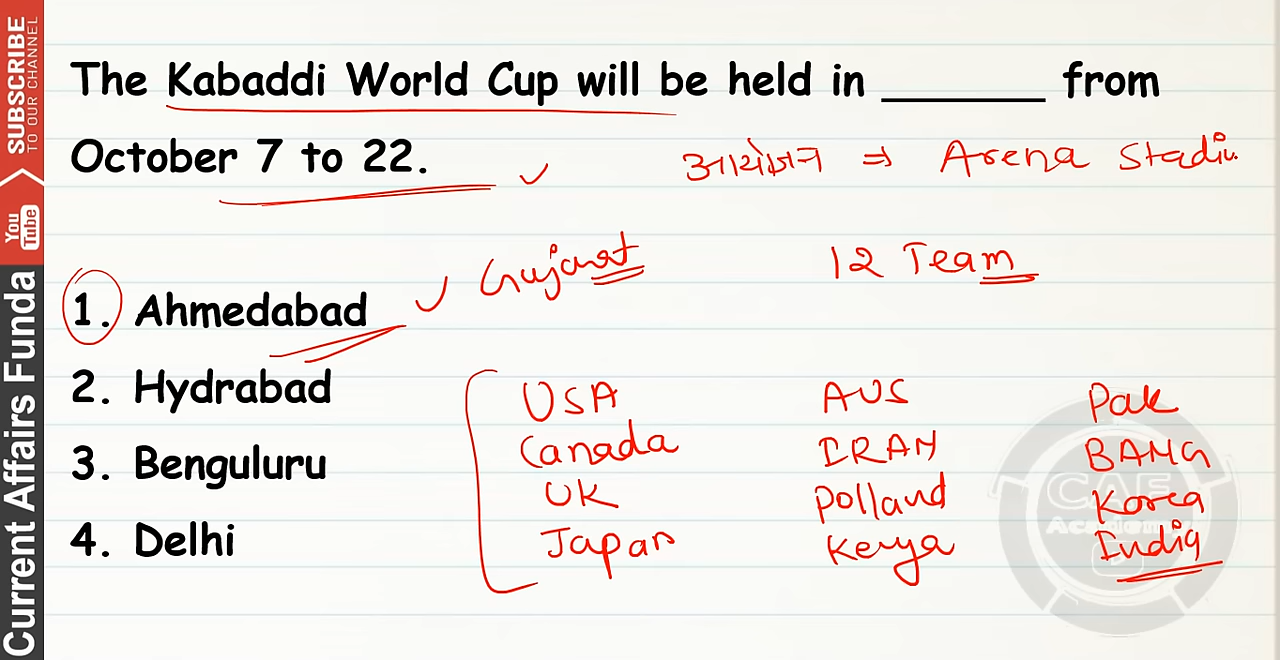 SUBSCRIBE
TO OUR CHANNEL
You Tube
Current Affairs Funda
The Kabaddi World Cup will be held in ______ from
October 7 to 22.
आयोजन ⇒ Arena Stadiu
1. Ahmedabad
Gujarat
12 Team
2. Hydrabad
3. Benguluru
4. Delhi
USA AUS Pak
Canada IRAN BANG
UK Polland Korea
Japan Kenya India
CAF
Academy